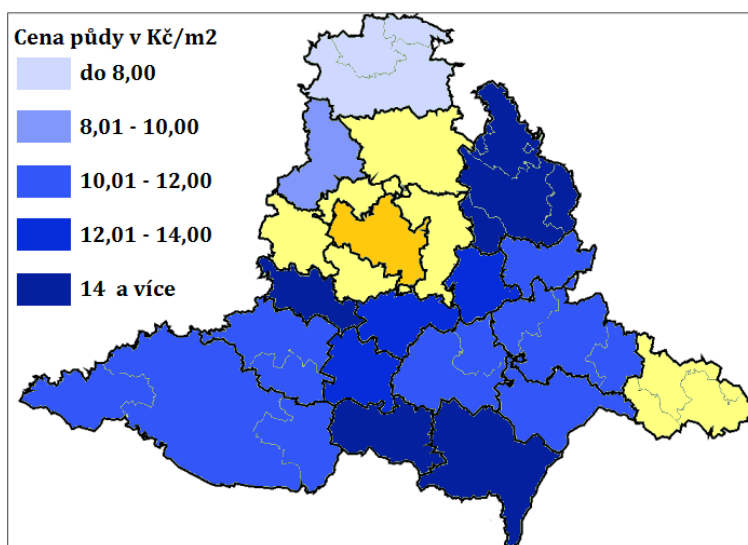 Cena půdy v Kč/m2
do 8,00
8,01 - 10,00
10,01 - 12,00
12,01 - 14,00
14 a více